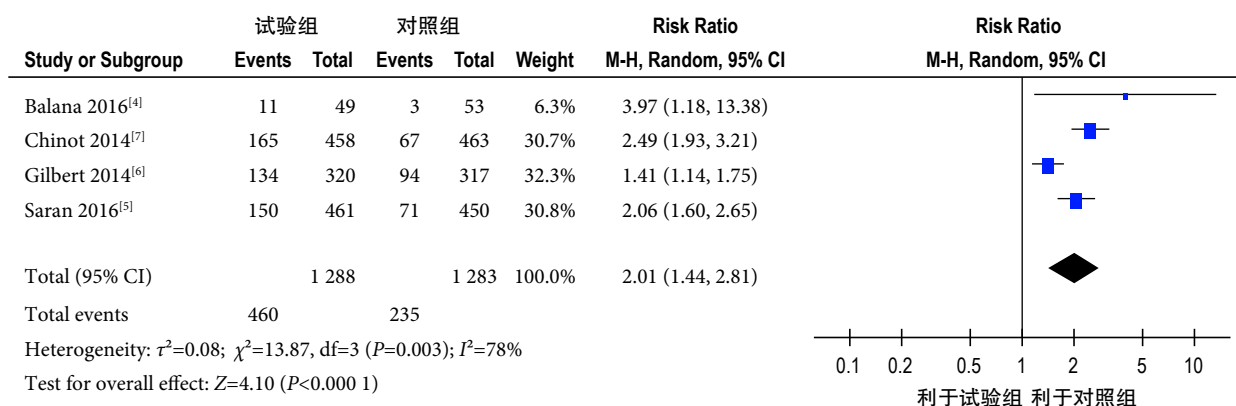 试验组 对照组 Risk Ratio Risk Ratio
Study or Subgroup Events Total Events Total Weight M-H, Random, 95% CI M-H, Random, 95% CI
Balana 2016[4] 11 49 3 53 6.3% 3.97 (1.18, 13.38)
Chinot 2014[7] 165 458 67 463 30.7% 2.49 (1.93, 3.21)
Gilbert 2014[6] 134 320 94 317 32.3% 1.41 (1.14, 1.75)
Saran 2016[5] 150 461 71 450 30.8% 2.06 (1.60, 2.65)
Total (95% CI) 1 288 1 283 100.0% 2.01 (1.44, 2.81)
Total events 460 235
Heterogeneity: τ²=0.08; χ²=13.87, df=3 (P=0.003); I²=78%
Test for overall effect: Z=4.10 (P<0.000 1)
0.1 0.2 0.5 1 2 5 10
利于试验组 利于对照组